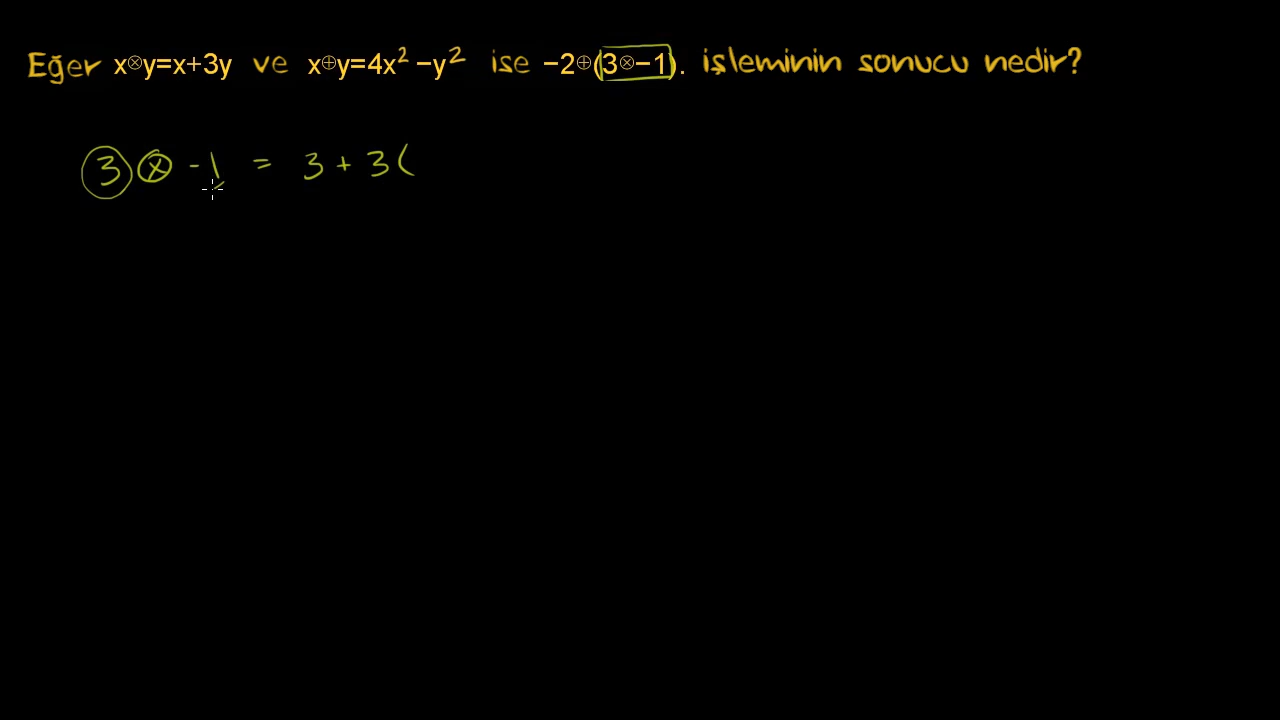 Eğer x⊗y=x+3y ve x⊕y=4x² −y² ise −2⊕(3⊗−1). işleminin sonucu nedir?
3 ⊗ -1 = 3 + 3(